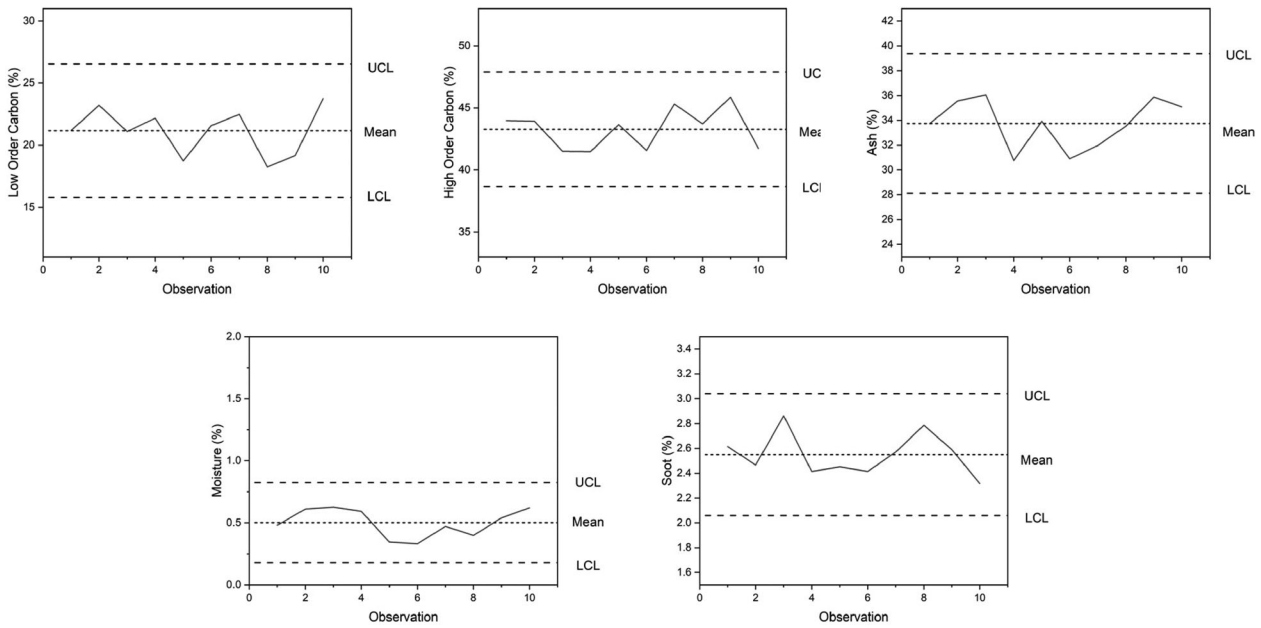 Low Order Carbon (%)
30
25
20
15
0
2
4
6
8
10
Observation
UCL
Mean
LCL
High Order Carbon (%)
50
45
40
35
0
2
4
6
8
10
Observation
UC
Mea
LCL
Ash (%)
42
40
38
36
34
32
30
28
26
24
0
2
4
6
8
10
Observation
UCL
Mean
LCL
Moisture (%)
2.0
1.5
1.0
0.5
0.0
0
2
4
6
8
10
Observation
UCL
Mean
LCL
Soot (%)
3.4
3.2
3.0
2.8
2.6
2.4
2.2
2.0
1.8
1.6
0
2
4
6
8
10
Observation
UCL
Mean
LCL